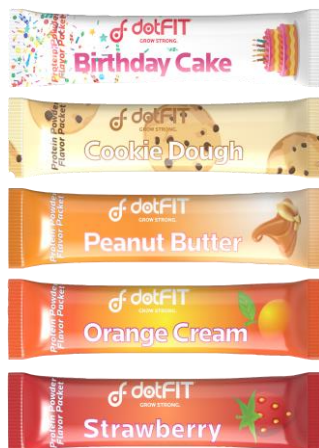 dotFIT
GROW STRONG.
Birthday Cake
Protein Powder
Flavor Packet
dotFIT
GROW STRONG.
Cookie Dough
Protein Powder
Flavor Packet
dotFIT
GROW STRONG.
Peanut Butter
Protein Powder
Flavor Packet
dotFIT
GROW STRONG.
Orange Cream
Protein Powder
Flavor Packet
dotFIT
GROW STRONG.
Strawberry
Protein Powder
Flavor Packet